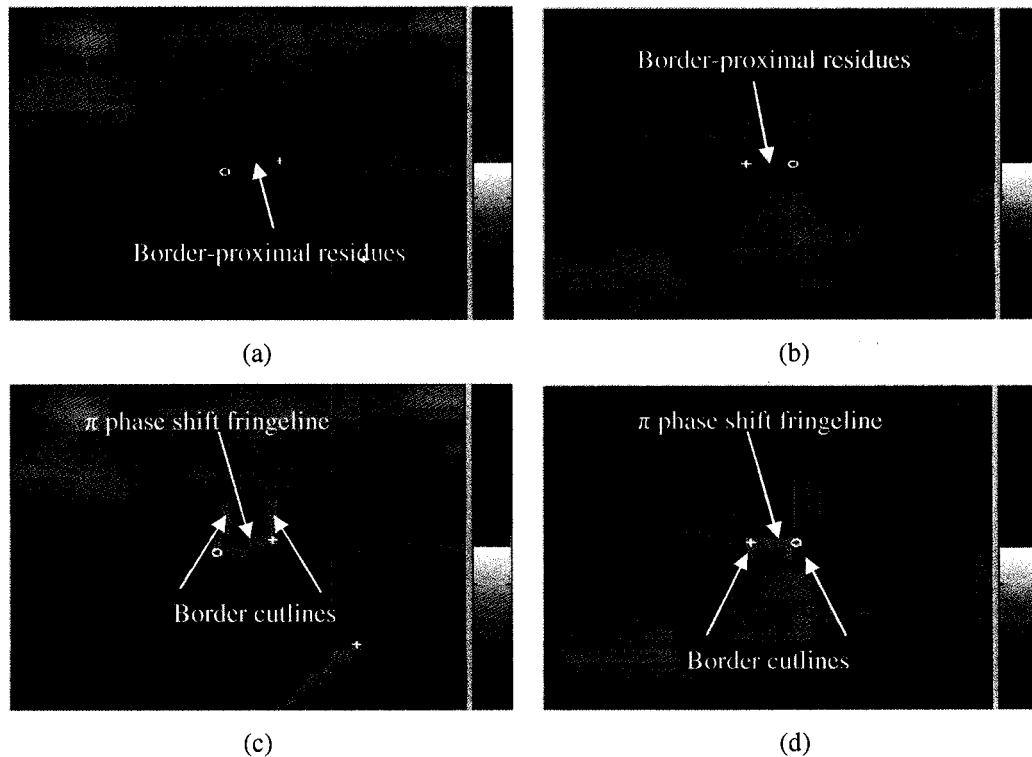 Border-proximal residues
Border-proximal residues
(a)
(b)
π phase shift fringeline
Border cutlines
π phase shift fringeline
Border cutlines
(c)
(d)